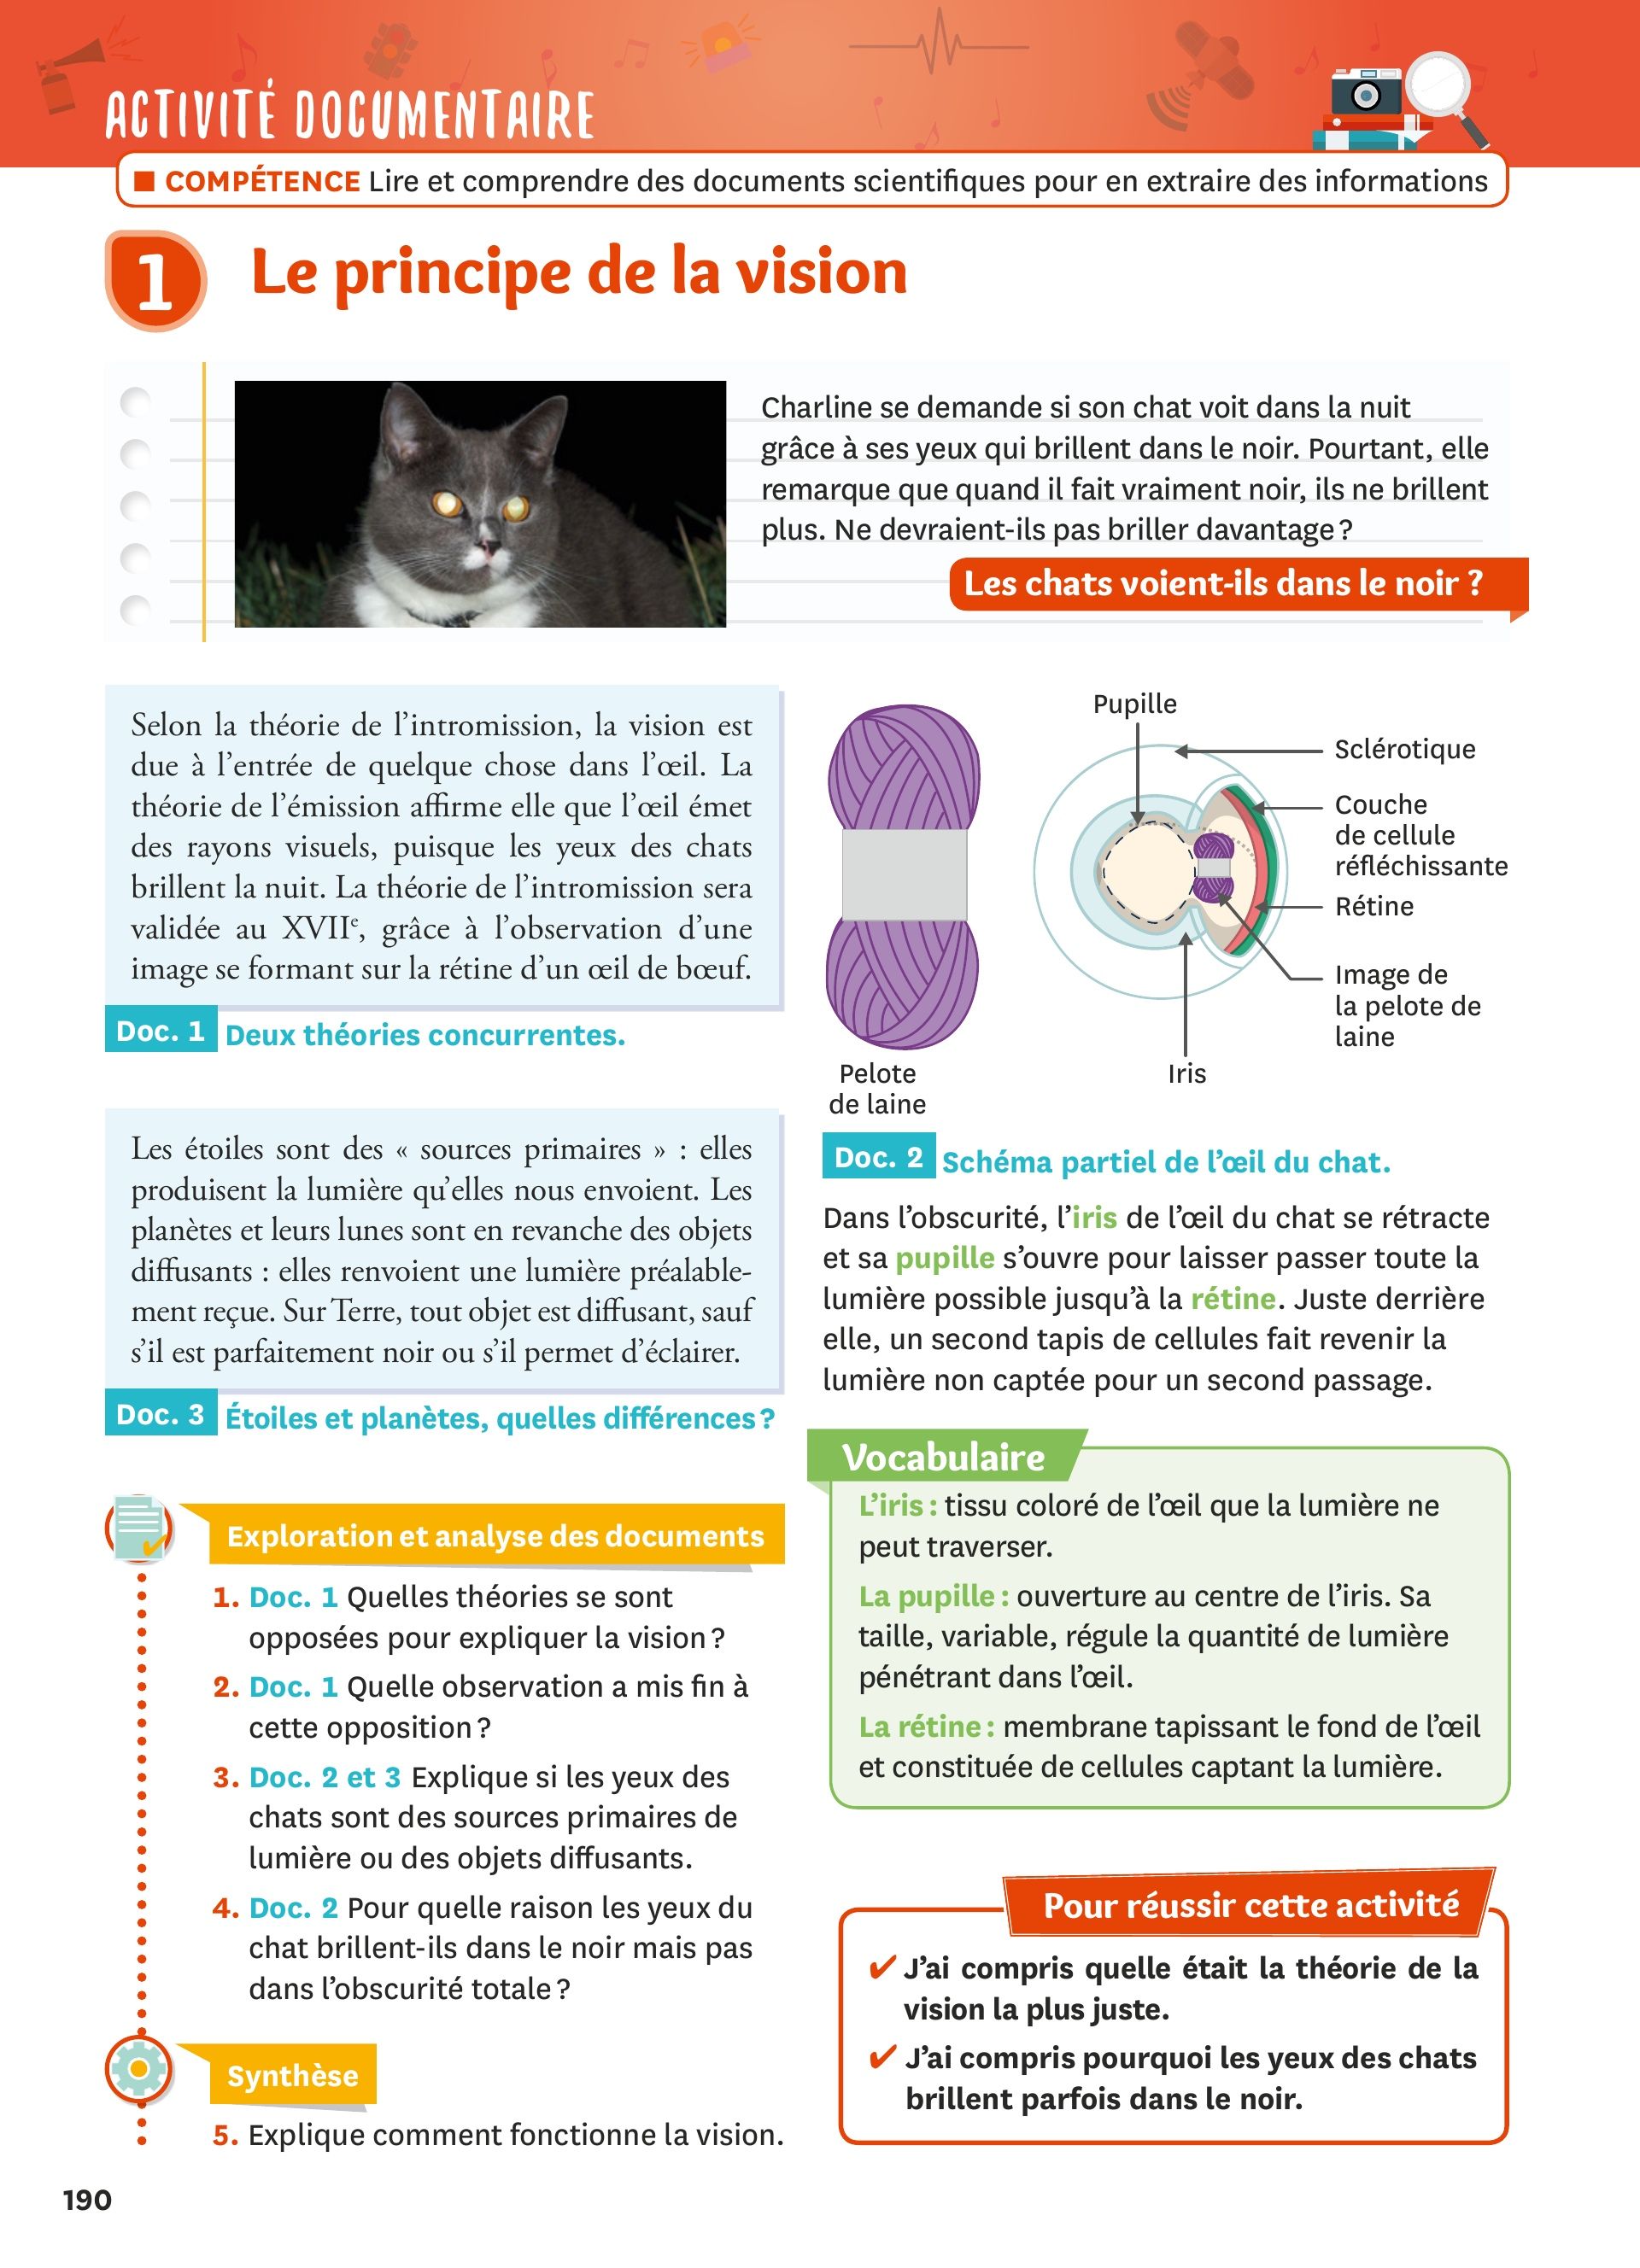 ACTIVITÉ DOCUMENTAIRE
■ COMPÉTENCE Lire et comprendre des documents scientifiques pour en extraire des informations
1 Le principe de la vision
Charline se demande si son chat voit dans la nuit
grâce à ses yeux qui brillent dans le noir. Pourtant, elle
remarque que quand il fait vraiment noir, ils ne brillent
plus. Ne devraient-ils pas briller davantage ?
Les chats voient-ils dans le noir ?
Selon la théorie de l’intromission, la vision est
due à l’entrée de quelque chose dans l’œil. La
théorie de l’émission affirme elle que l’œil émet
des rayons visuels, puisque les yeux des chats
brillent la nuit. La théorie de l’intromission sera
validée au XVIIe, grâce à l’observation d’une
image se formant sur la rétine d’un œil de bœuf.
Doc. 1 Deux théories concurrentes.
Pupille
Sclérotique
Couche
de cellule
réfléchissante
Rétine
Image de
la pelote de
laine
Iris
Pelote
de laine
Doc. 2 Schéma partiel de l’œil du chat.
Dans l’obscurité, l’iris de l’œil du chat se rétracte
et sa pupille s’ouvre pour laisser passer toute la
lumière possible jusqu’à la rétine. Juste derrière
elle, un second tapis de cellules fait revenir la
lumière non captée pour un second passage.
Les étoiles sont des « sources primaires » : elles
produisent la lumière qu’elles nous envoient. Les
planètes et leurs lunes sont en revanche des objets
diffusants : elles renvoient une lumière préalable-
ment reçue. Sur Terre, tout objet est diffusant, sauf
s’il est parfaitement noir ou s’il permet d’éclairer.
Doc. 3 Étoiles et planètes, quelles différences ?
Vocabulaire
L’iris : tissu coloré de l’œil que la lumière ne
peut traverser.
La pupille : ouverture au centre de l’iris. Sa
taille, variable, régule la quantité de lumière
pénétrant dans l’œil.
La rétine : membrane tapissant le fond de l’œil
et constituée de cellules captant la lumière.
Exploration et analyse des documents
1. Doc. 1 Quelles théories se sont
opposées pour expliquer la vision ?
2. Doc. 1 Quelle observation a mis fin à
cette opposition ?
3. Doc. 2 et 3 Explique si les yeux des
chats sont des sources primaires de
lumière ou des objets diffusants.
4. Doc. 2 Pour quelle raison les yeux du
chat brillent-ils dans le noir mais pas
dans l’obscurité totale ?
Synthèse
5. Explique comment fonctionne la vision.
Pour réussir cette activité
✔ J’ai compris quelle était la théorie de la
vision la plus juste.
✔ J’ai compris pourquoi les yeux des chats
brillent parfois dans le noir.
190